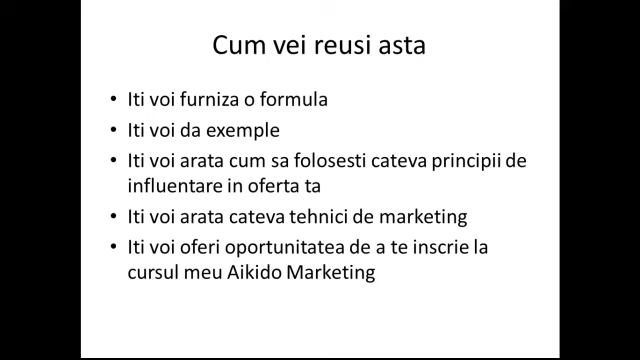 Cum vei reusi asta
• Iti voi furniza o formula
• Iti voi da exemple
• Iti voi arata cum sa folosesti cateva principii de
influentare in oferta ta
• Iti voi arata cateva tehnici de marketing
• Iti voi oferi oportunitatea de a te inscrie la
cursul meu Aikido Marketing